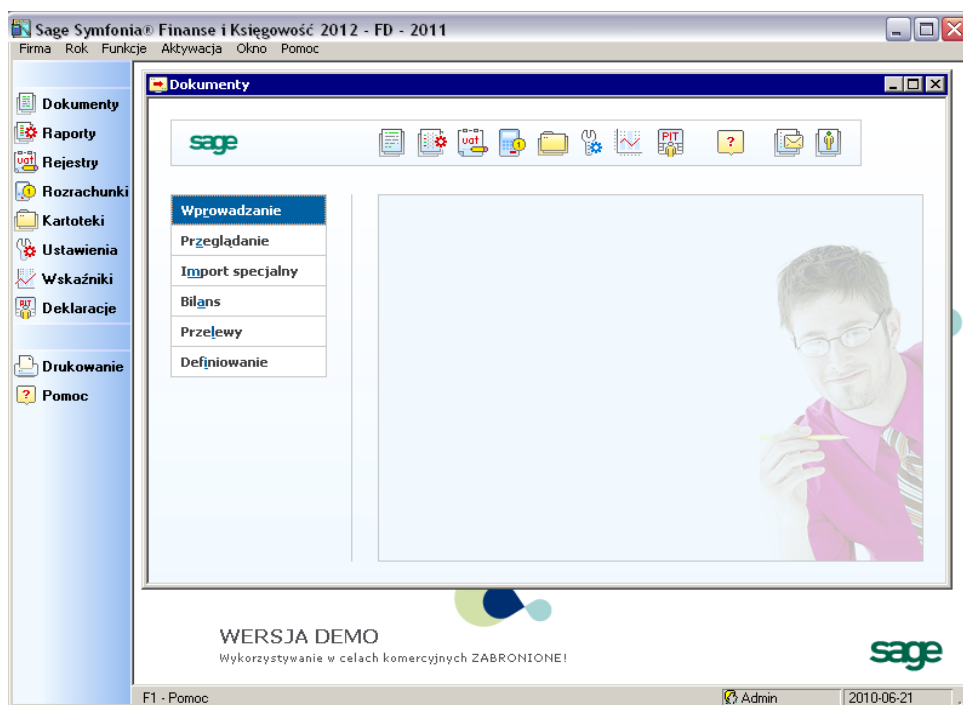 Sage Symfonia® Finanse i Księgowość 2012 - FD - 2011
Firma Rok Funkcje Aktywacja Okno Pomoc
Dokumenty
Raporty
Rejestry
Rozrachunki
Kartoteki
Ustawienia
Wskaźniki
Deklaracje
Drukowanie
Pomoc
Dokumenty
sage
Wprowadzanie
Przeglądanie
Import specjalny
Bilans
Przelewy
Definiowanie
WERSJA DEMO
Wykorzystywanie w celach komercyjnych ZABRONIONE!
sage
F1 - Pomoc
Admin
2010-06-21